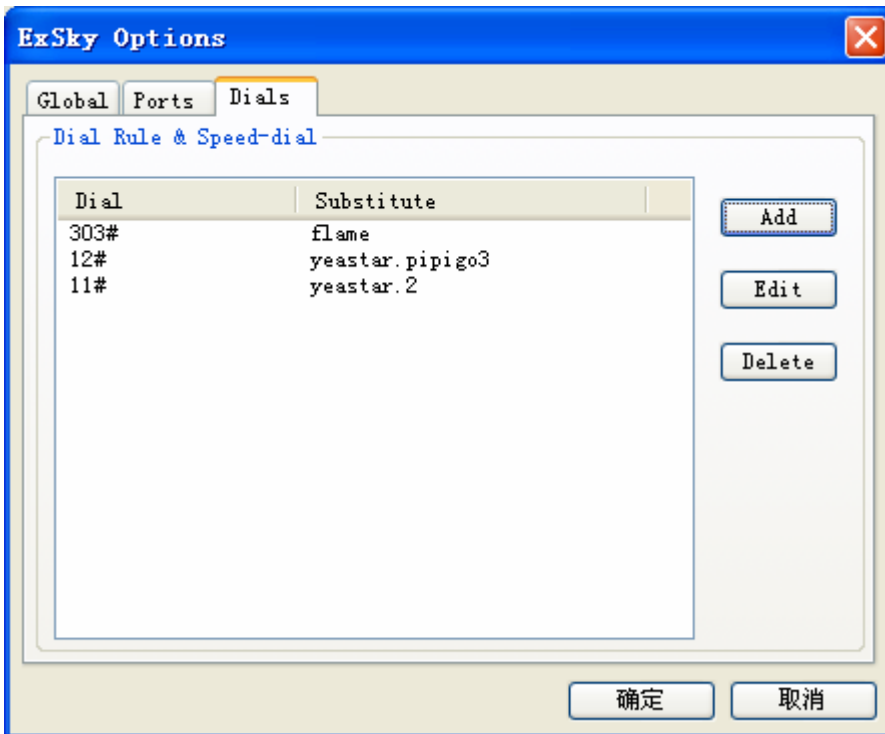 ExSky Options
Global Ports Dials
Dial Rule & Speed-dial
Dial Substitute
303# flame
12# yeastar.pipigo3
11# yeastar.2
Add
Edit
Delete
确定 取消